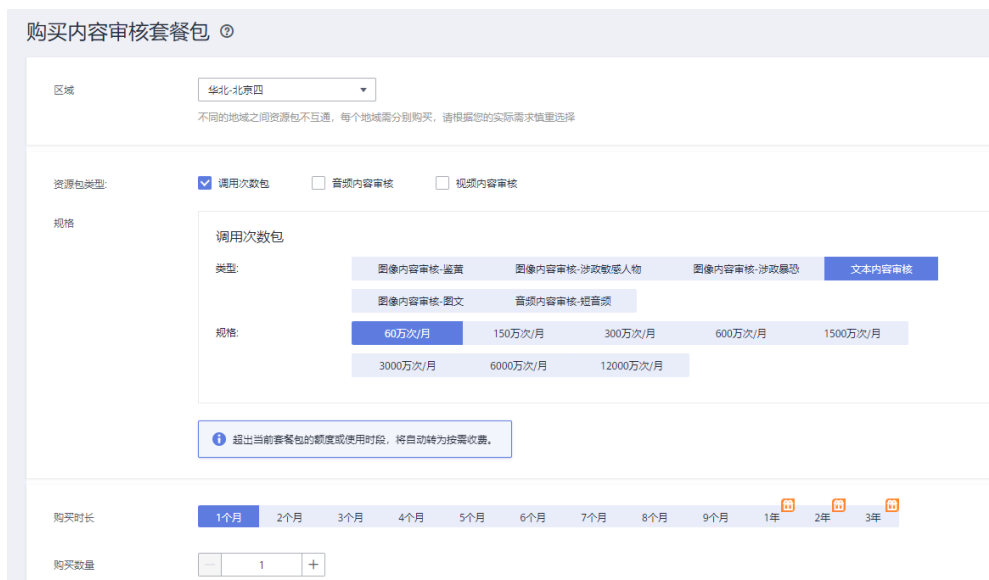 购买内容审核套餐包
区域
华北-北京四
不同的地域之间资源包不互通，每个地域需分别购买，请根据您的实际需求慎重选择
资源包类型:
调用次数包
音频内容审核
视频内容审核
规格
调用次数包
类型:
图像内容审核-鉴黄
图像内容审核-涉政敏感人物
图像内容审核-涉政暴恐
文本内容审核
图像内容审核-图文
音频内容审核-短音频
规格:
60万次/月
150万次/月
300万次/月
600万次/月
1500万次/月
3000万次/月
6000万次/月
12000万次/月
超出当前套餐包的额度或使用时段，将自动转为按需收费。
购买时长
1个月
2个月
3个月
4个月
5个月
6个月
7个月
8个月
9个月
1年
2年
3年
购买数量
1